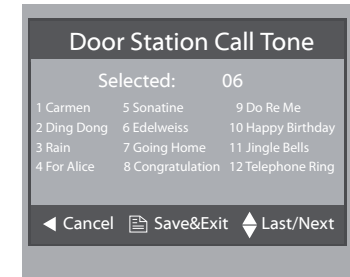 Door Station Call Tone
Selected: 06
1 Carmen 5 Sonatine 9 Do Re Me
2 Ding Dong 6 Edelweiss 10 Happy Birthday
3 Rain 7 Going Home 11 Jingle Bells
4 For Alice 8 Congratulation 12 Telephone Ring
Cancel Save&Exit Last/Next